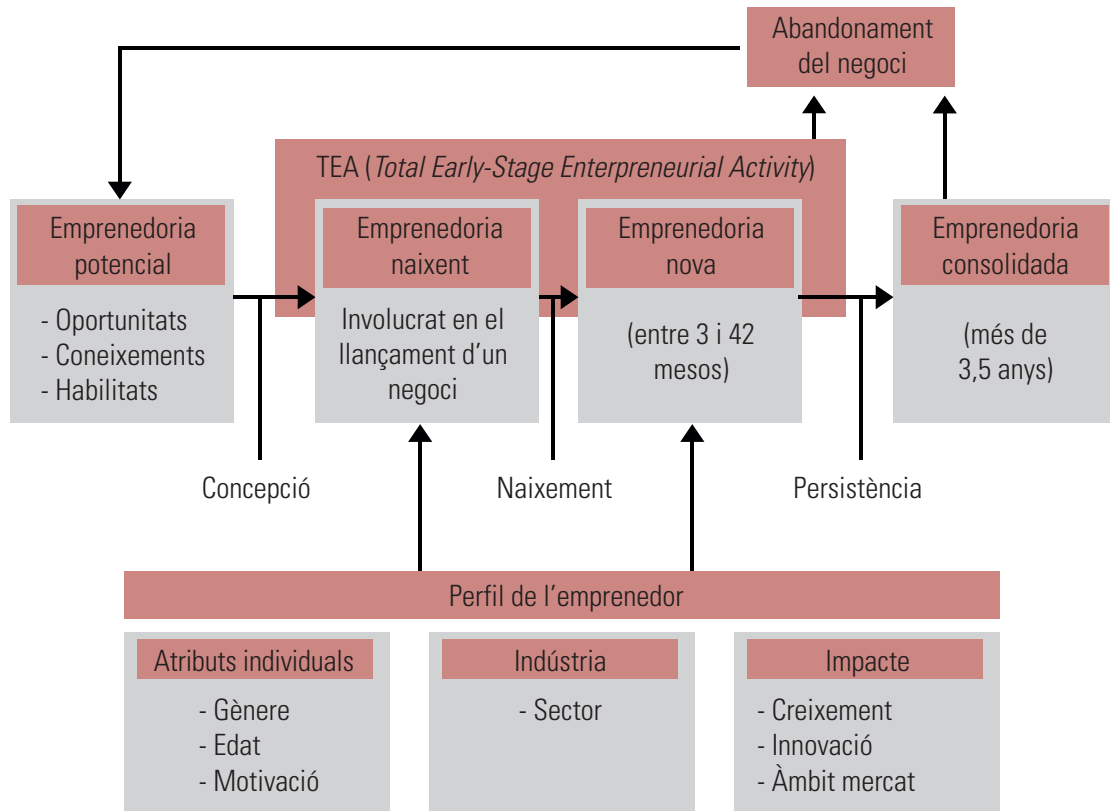 Abandonament
del negoci
TEA (Total Early-Stage Enterpreneurial Activity)
Emprenedoria
potencial
- Oportunitats
- Coneixements
- Habilitats
Emprenedoria
naixent
Involucrat en el
llançament d’un
negoci
Emprenedoria
nova
(entre 3 i 42
mesos)
Emprenedoria
consolidada
(més de
3,5 anys)
Concepció
Naixement
Persistència
Perfil de l’emprenedor
Atributs individuals
- Gènere
- Edat
- Motivació
Indústria
- Sector
Impacte
- Creixement
- Innovació
- Àmbit mercat